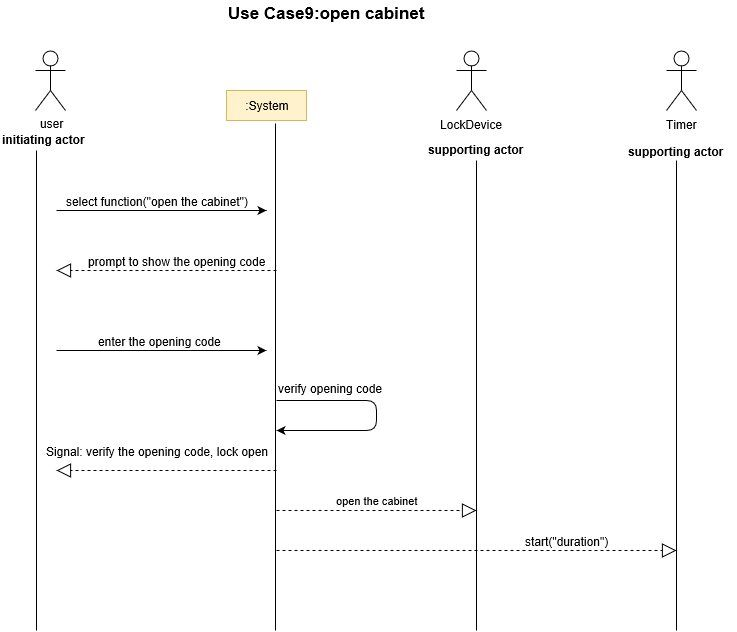 Use Case9:open cabinet
:System
user
initiating actor
LockDevice
supporting actor
Timer
supporting actor
select function("open the cabinet")
prompt to show the opening code
enter the opening code
verify opening code
Signal: verify the opening code, lock open
open the cabinet
start("duration")